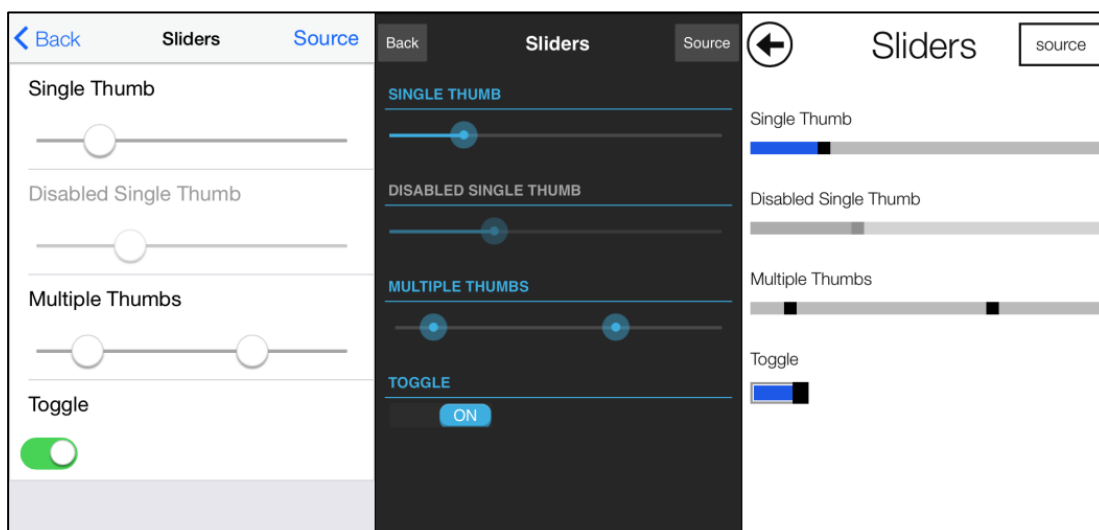 Back Sliders Source
Single Thumb
Disabled Single Thumb
Multiple Thumbs
Toggle
Back Sliders Source
SINGLE THUMB
DISABLED SINGLE THUMB
MULTIPLE THUMBS
TOGGLE
ON
Sliders source
Single Thumb
Disabled Single Thumb
Multiple Thumbs
Toggle